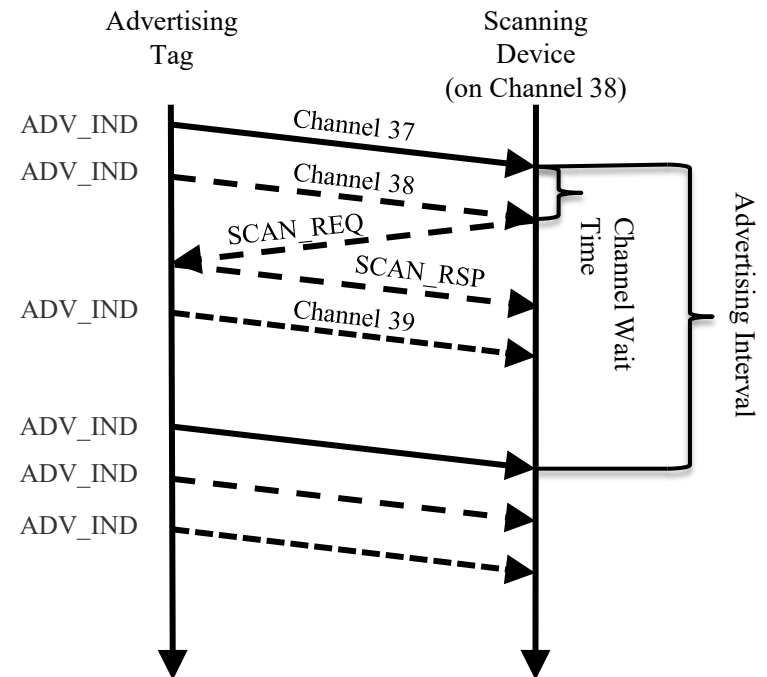 Advertising
Tag
Scanning
Device
(on Channel 38)
ADV_IND
Channel 37
ADV_IND
Channel 38
SCAN_REQ
SCAN_RSP
ADV_IND
Channel 39
Channel Wait
Time
Advertising Interval
ADV_IND
ADV_IND
ADV_IND